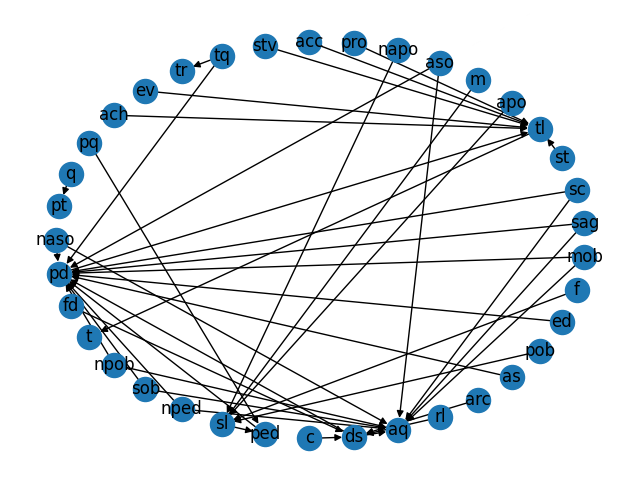 acc
stv
pro
napo
tq
aso
tr
m
ev
apo
ach
tl
pq
st
q
sc
pt
sag
naso
mob
pd
f
fd
ed
t
pob
npob
as
sob
arc
nped
rl
sl
aq
ped
ds
c